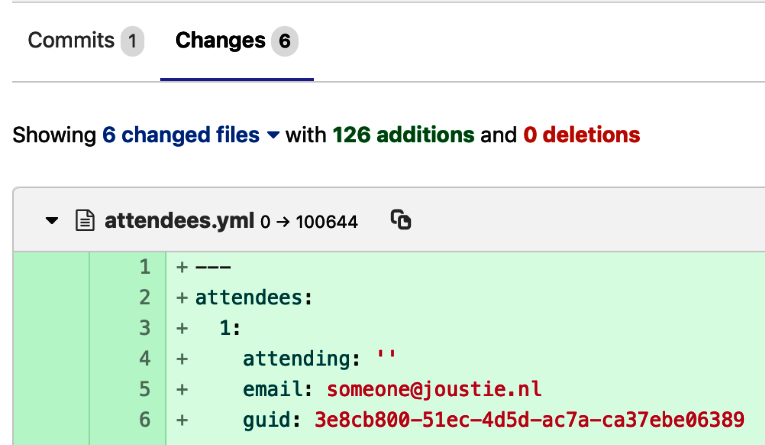 Commits 1 Changes 6
Showing 6 changed files with 126 additions and 0 deletions
attendees.yml 0 → 100644
1 + ---
2 + attendees:
3 +   1:
4 +     attending: ''
5 +     email: someone@joustie.nl
6 +     guid: 3e8cb800-51ec-4d5d-ac7a-ca37ebe06389